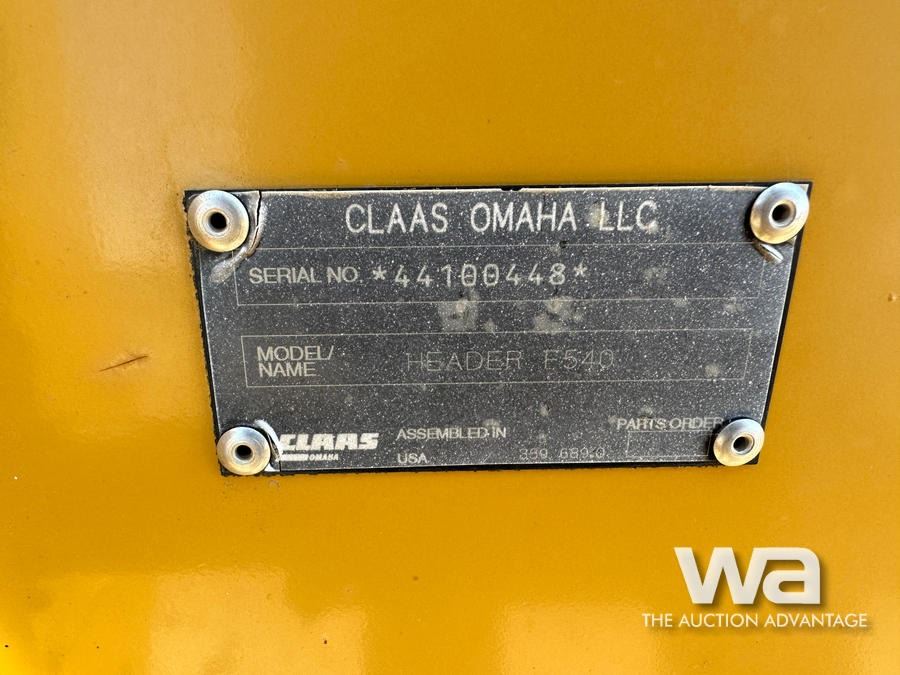 CLAAS OMAHA LLC
SERIAL NO. *44100448*
MODEL/
NAME
HEADER F540
CLAAS
OMAHA
ASSEMBLED IN
USA
PARTS ORDER
wa
THE AUCTION ADVANTAGE